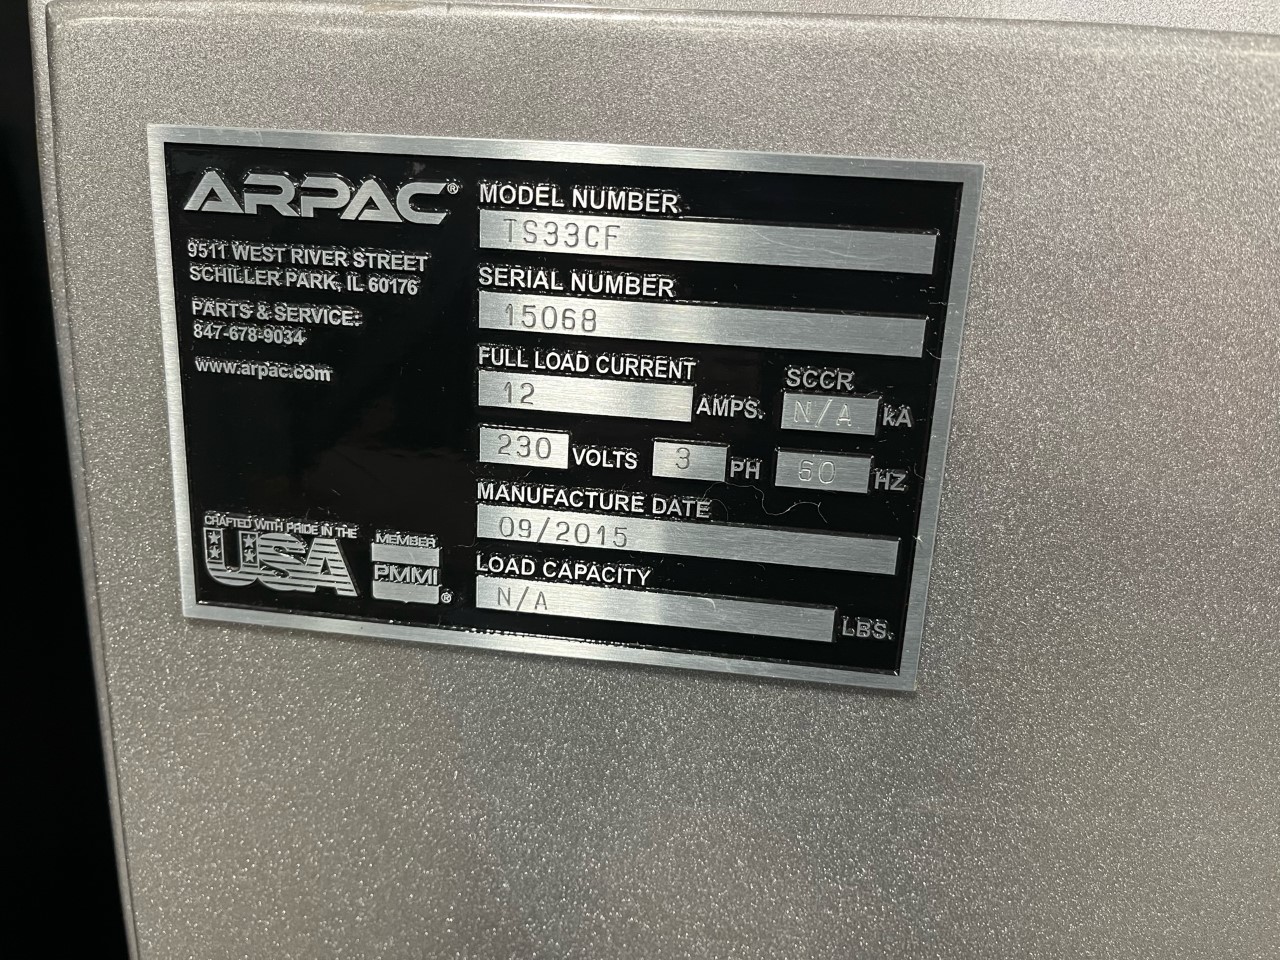 ARPAC®
9511 WEST RIVER STREET
SCHILLER PARK, IL 60176
PARTS & SERVICE:
847-678-9034
www.arpac.com
CRAFTED WITH PRIDE IN THE
USA
MEMBER
PMMI®
MODEL NUMBER
TS33CF
SERIAL NUMBER
15068
FULL LOAD CURRENT SCCR
12 AMPS. N/A kA
230 VOLTS 3 PH 60 HZ
MANUFACTURE DATE
09/2015
LOAD CAPACITY
N/A LBS.